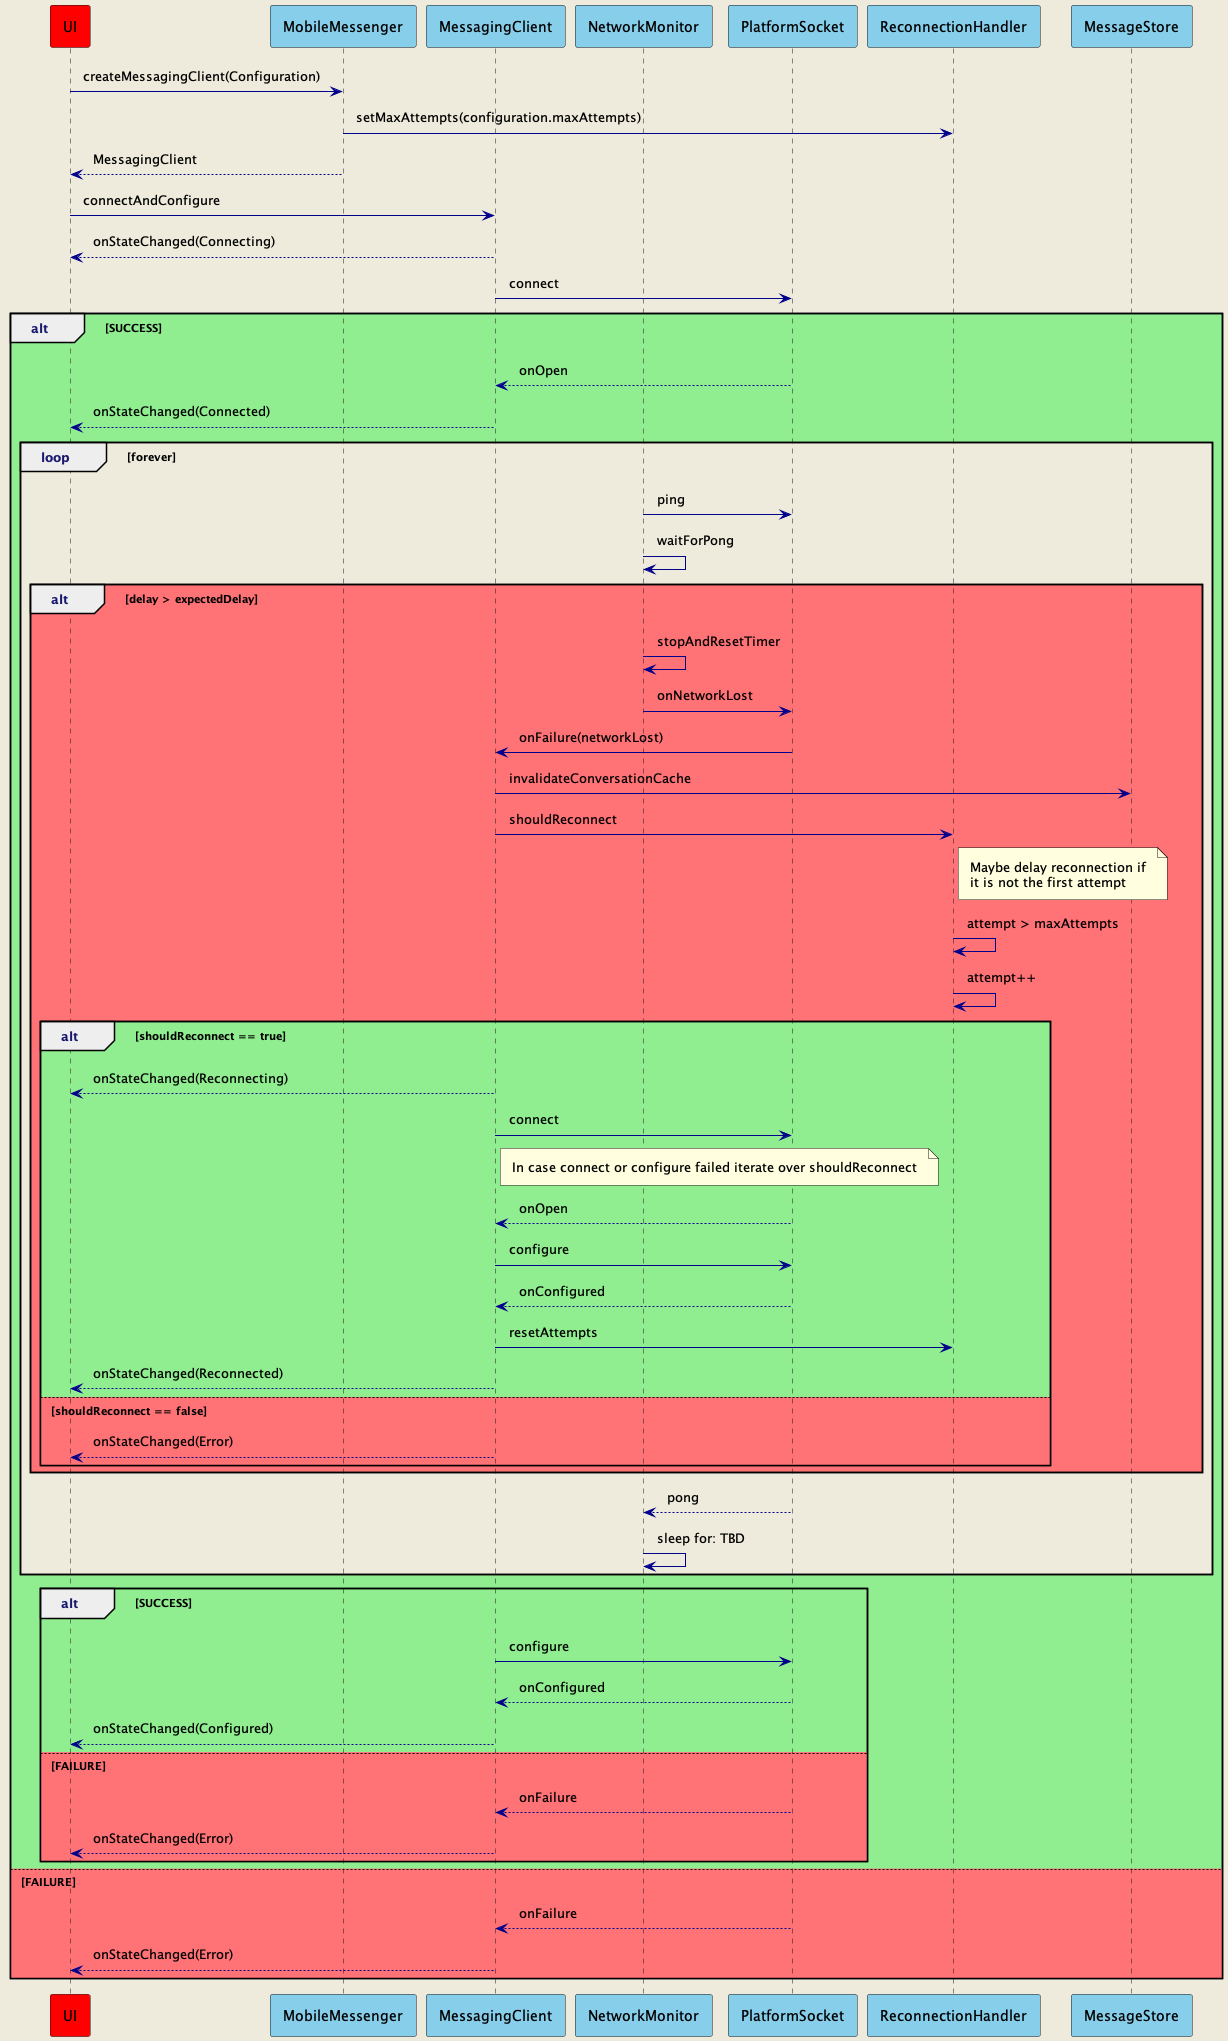 UI
MobileMessenger
MessagingClient
NetworkMonitor
PlatformSocket
ReconnectionHandler
MessageStore
createMessagingClient(Configuration)
setMaxAttempts(configuration.maxAttempts)
MessagingClient
connectAndConfigure
onStateChanged(Connecting)
connect
alt
[SUCCESS]
onOpen
onStateChanged(Connected)
loop
[forever]
ping
waitForPong
alt
[delay > expectedDelay]
stopAndResetTimer
onNetworkLost
onFailure(networkLost)
invalidateConversationCache
shouldReconnect
Maybe delay reconnection if
it is not the first attempt
attempt > maxAttempts
attempt++
alt
[shouldReconnect == true]
onStateChanged(Reconnecting)
connect
In case connect or configure failed iterate over shouldReconnect
onOpen
configure
onConfigured
resetAttempts
onStateChanged(Reconnected)
[shouldReconnect == false]
onStateChanged(Error)
pong
sleep for: TBD
alt
[SUCCESS]
configure
onConfigured
onStateChanged(Configured)
[FAILURE]
onFailure
onStateChanged(Error)
[FAILURE]
onFailure
onStateChanged(Error)
UI
MobileMessenger
MessagingClient
NetworkMonitor
PlatformSocket
ReconnectionHandler
MessageStore